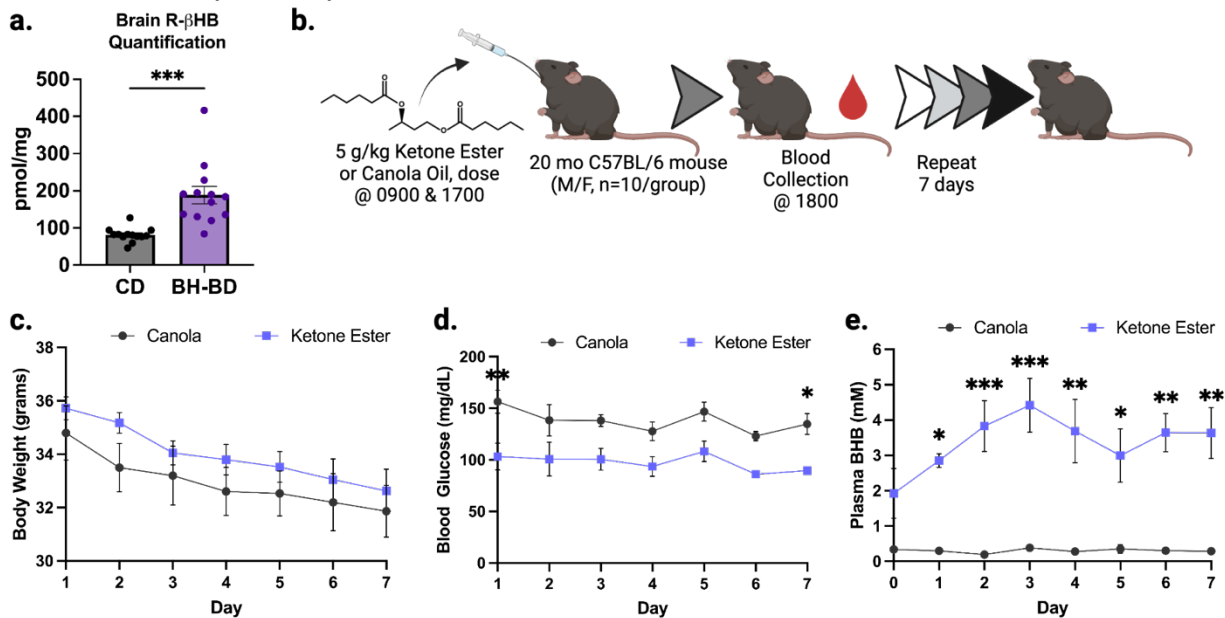 a.
Brain R-βHB
Quantification
***
500
400
300
200
100
0
pmol/mg
CD
BH-BD
b.
O
O
O
O
5 g/kg Ketone Ester
or Canola Oil, dose
@ 0900 & 1700
20 mo C57BL/6 mouse
(M/F, n=10/group)
Blood
Collection
@ 1800
Repeat
7 days
c.
Canola
Ketone Ester
38
36
34
32
30
Body Weight (grams)
1 2 3 4 5 6 7
Day
d.
Canola
Ketone Ester
200
150
100
50
0
Blood Glucose (mg/dL)
**
*
1 2 3 4 5 6 7
Day
e.
Canola
Ketone Ester
6
5
4
3
2
1
0
Plasma BHB (mM)
*
***
***
**
*
**
**
0 1 2 3 4 5 6 7
Day